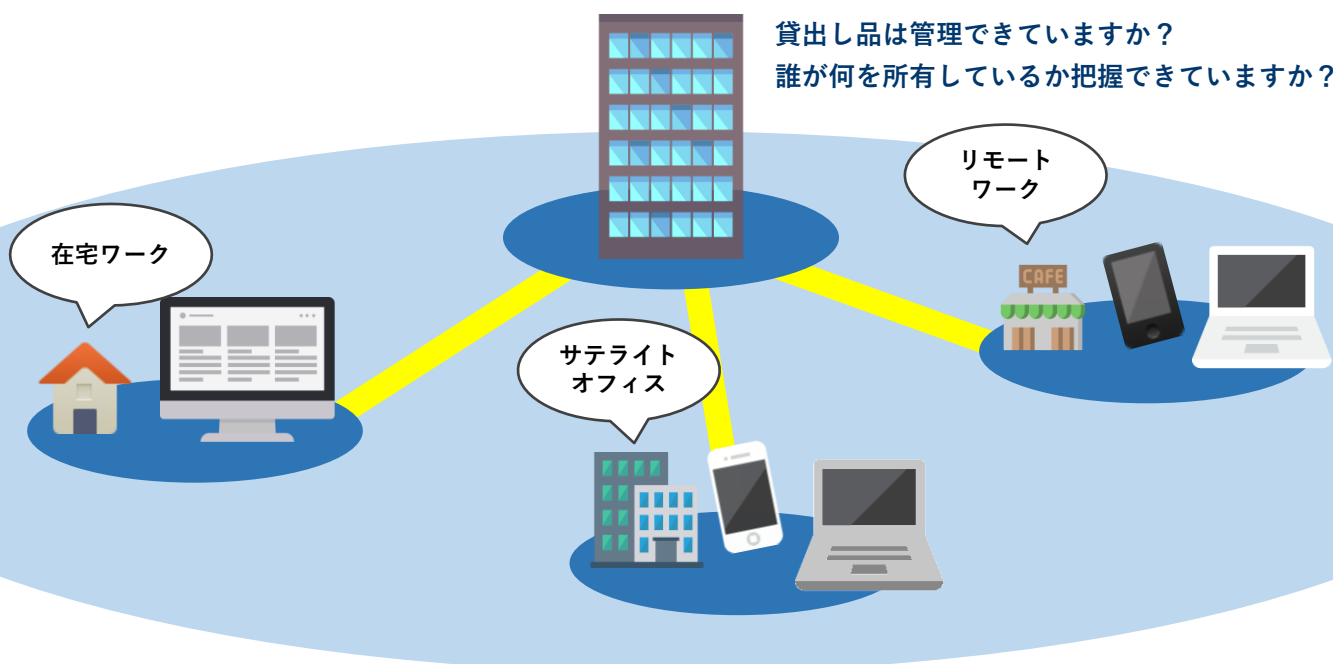 貸出し品は管理できていますか？
誰が何を所有しているか把握できていますか？
リモート
ワーク
在宅ワーク
CAFE
サテライト
オフィス